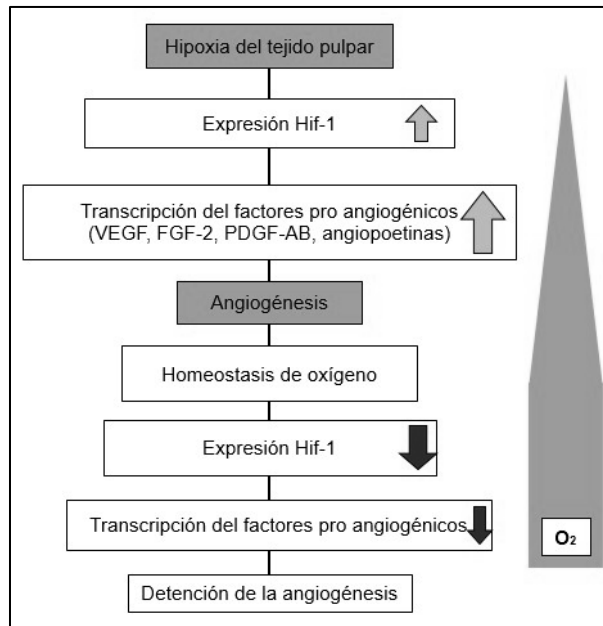 Hipoxia del tejido pulpar
Expresión Hif-1
Transcripción del factores pro angiogénicos
(VEGF, FGF-2, PDGF-AB, angiopoetinas)
Angiogénesis
Homeostasis de oxígeno
Expresión Hif-1
Transcripción del factores pro angiogénicos
O₂
Detención de la angiogénesis